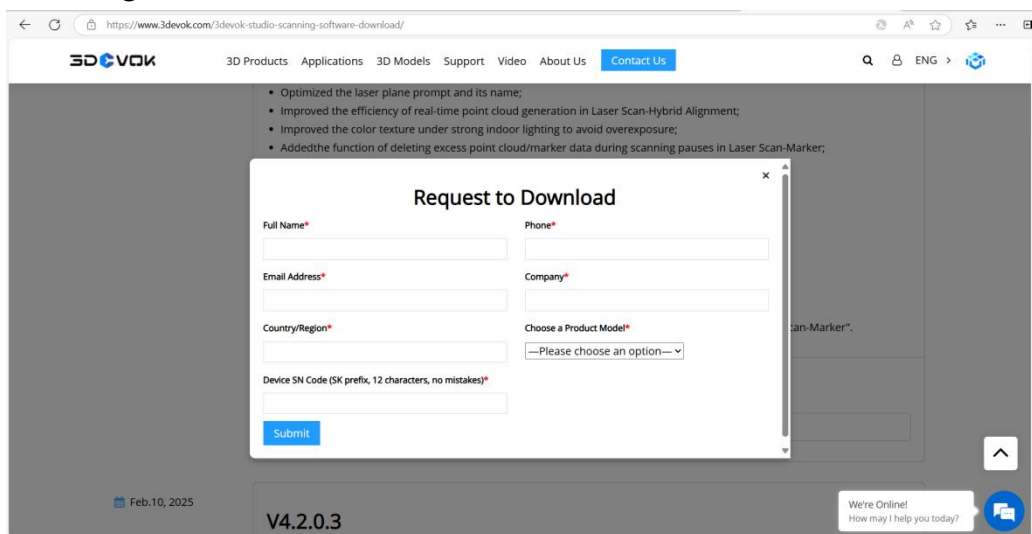 https://www.3devok.com/3devok-studio-scanning-software-download/
3DEVOK 3D Products Applications 3D Models Support Video About Us Contact Us ENG >
• Optimized the laser plane prompt and its name;
• Improved the efficiency of real-time point cloud generation in Laser Scan-Hybrid Alignment;
• Improved the color texture under strong indoor lighting to avoid overexposure;
• Addedthe function of deleting excess point cloud/marker data during scanning pauses in Laser Scan-Marker;
×
Request to Download
Full Name* Phone*
Email Address* Company*
Country/Region* Choose a Product Model*
can-Marker".
—Please choose an option—
Device SN Code (SK prefix, 12 characters, no mistakes)*
Submit
Feb.10, 2025
V4.2.0.3
We're Online!
How may I help you today?